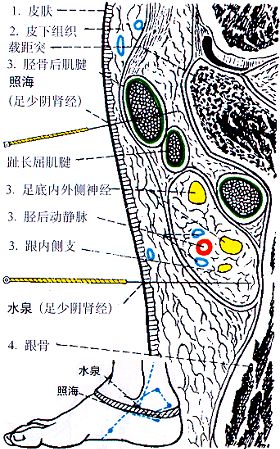 1. 皮肤
2. 皮下组织
载距突
3. 胫骨后肌腱
照海
(足少阴肾经)
趾长屈肌腱
3. 足底内外侧神经
3. 胫后动静脉
3. 跟内侧支
水泉(足少阴肾经)
4. 跟骨
水泉
照海